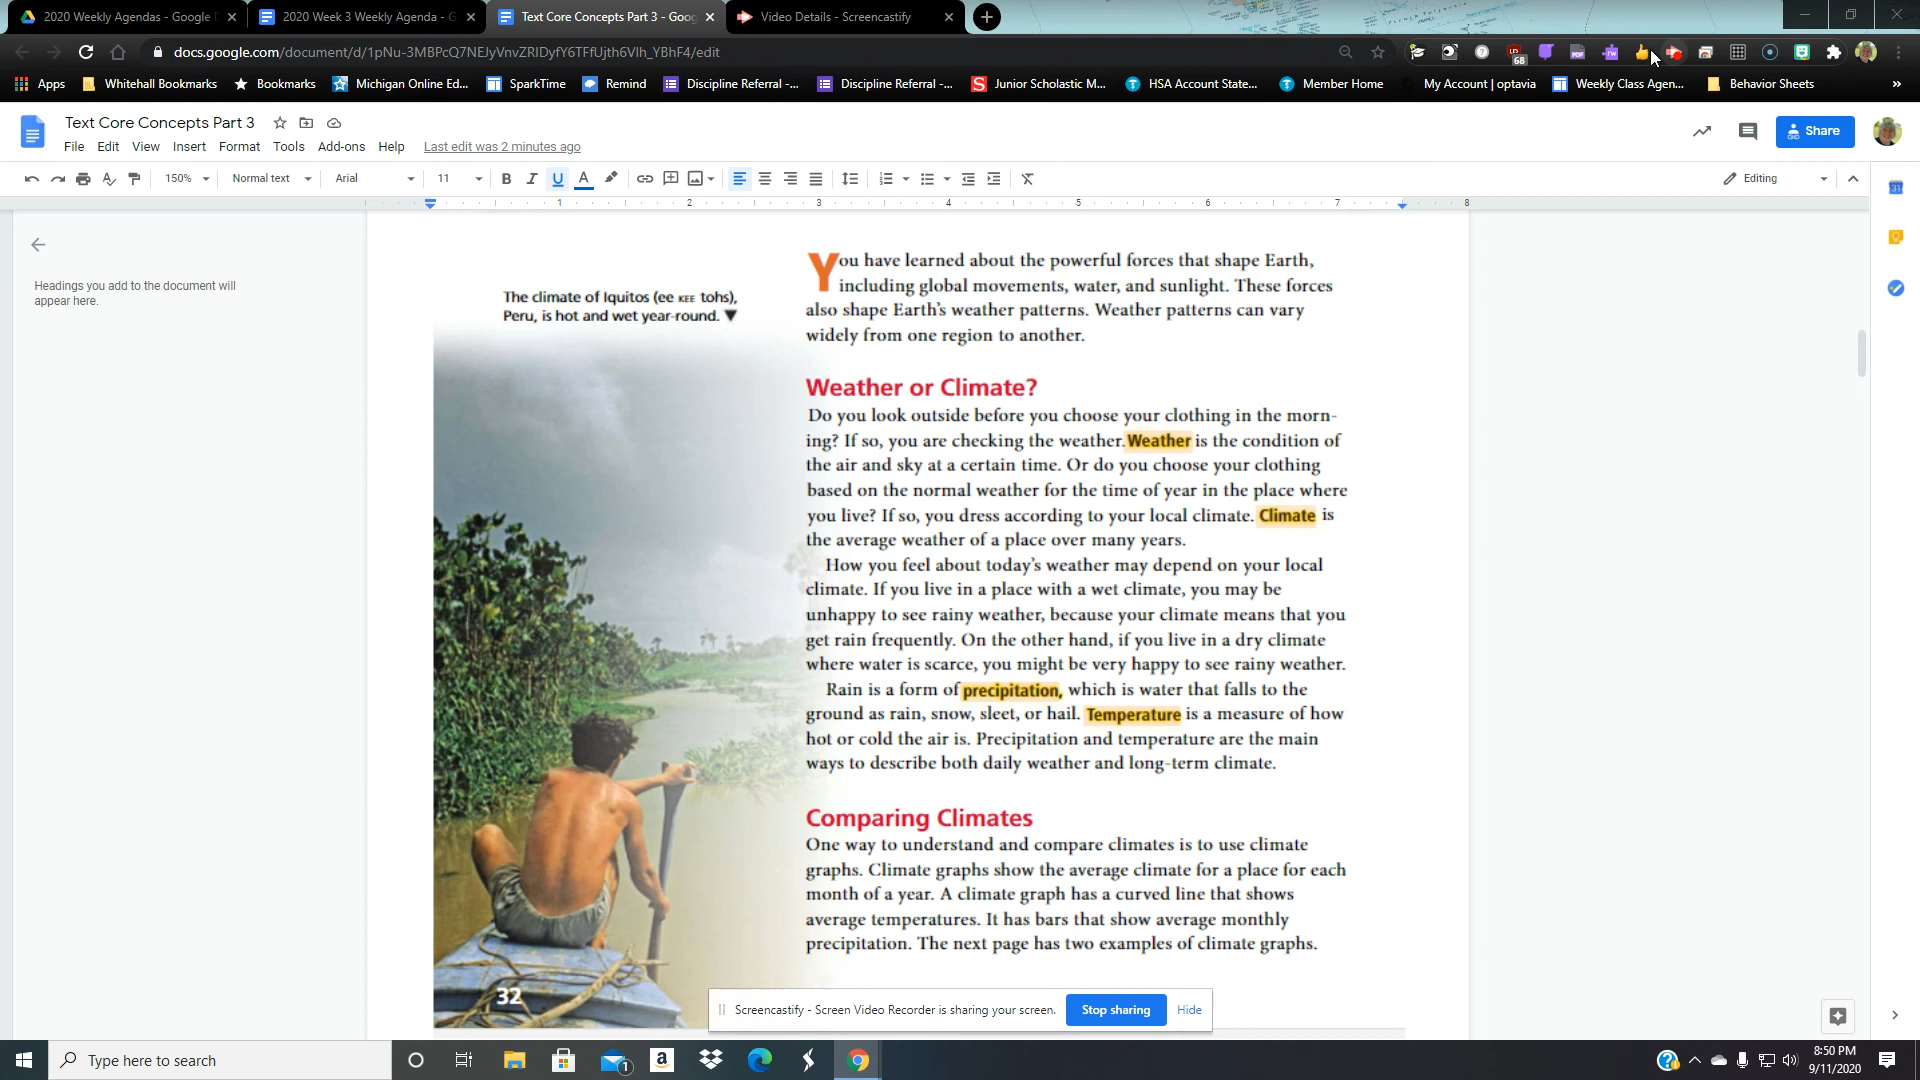 2020 Weekly Agendas - Google
2020 Week 3 Weekly Agenda - G
Text Core Concepts Part 3 - Goog
Video Details - Screencastify
docs.google.com/document/d/1pNu-3MBPcQ7NEJyVnvZRIDyfY6TFfUjth6VIh_YBhF4/edit
68
Apps
Whitehall Bookmarks
Bookmarks
Michigan Online Ed...
SparkTime
Remind
Discipline Referral -...
Discipline Referral -...
Junior Scholastic M...
HSA Account State...
Member Home
My Account | optavia
Weekly Class Agen...
Behavior Sheets
Text Core Concepts Part 3
Share
File Edit View Insert Format Tools Add-ons Help Last edit was 2 minutes ago
150% Normal text Arial 11 B I U A Editing
1 2 3 4 5 6 7 8
Headings you add to the document will
appear here.
The climate of Iquitos (ee KEE tohs),
Peru, is hot and wet year-round. ▼
You have learned about the powerful forces that shape Earth,
including global movements, water, and sunlight. These forces
also shape Earth's weather patterns. Weather patterns can vary
widely from one region to another.
Weather or Climate?
Do you look outside before you choose your clothing in the morn-
ing? If so, you are checking the weather. Weather is the condition of
the air and sky at a certain time. Or do you choose your clothing
based on the normal weather for the time of year in the place where
you live? If so, you dress according to your local climate. Climate is
the average weather of a place over many years.
How you feel about today's weather may depend on your local
climate. If you live in a place with a wet climate, you may be
unhappy to see rainy weather, because your climate means that you
get rain frequently. On the other hand, if you live in a dry climate
where water is scarce, you might be very happy to see rainy weather.
Rain is a form of precipitation, which is water that falls to the
ground as rain, snow, sleet, or hail. Temperature is a measure of how
hot or cold the air is. Precipitation and temperature are the main
ways to describe both daily weather and long-term climate.
Comparing Climates
One way to understand and compare climates is to use climate
graphs. Climate graphs show the average climate for a place for each
month of a year. A climate graph has a curved line that shows
average temperatures. It has bars that show average monthly
precipitation. The next page has two examples of climate graphs.
32
Screencastify - Screen Video Recorder is sharing your screen.
Stop sharing
Hide
Type here to search
1
8:50 PM
9/11/2020